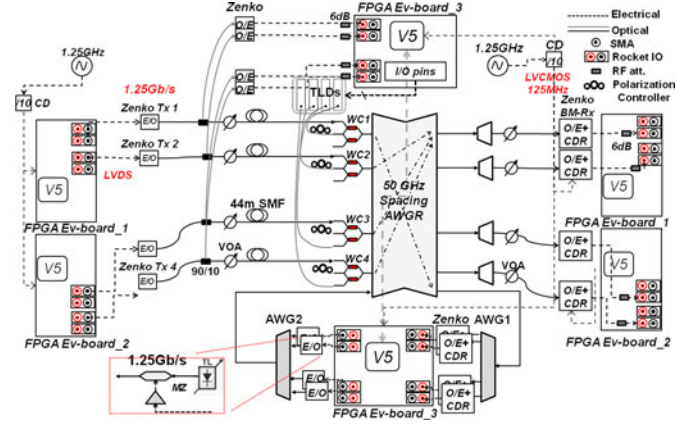 Zenko
FPGA Ev-board_3
Electrical
Optical
SMA
Rocket IO
RF att.
Polarization
Controller
1.25GHz
/10
CD
1.25Gb/s
Zenko Tx 1
E/O
Zenko Tx 2
E/O
LVDS
V5
FPGA Ev-board_1
O/E
O/E
O/E
O/E
6dB
V5
I/O pins
TLDs
1.25GHz
CD
/10
LVCMOS
125MHz
Zenko
BM-Rx
O/E+
CDR
O/E+
CDR
6dB
V5
FPGA Ev-board_1
WC1
WC2
WC3
WC4
50 GHz
Spacing
AWGR
44m SMF
VOA
90/10
E/O
Zenko Tx 4
E/O
V5
FPGA Ev-board_2
VOA
O/E+
CDR
O/E+
CDR
V5
FPGA Ev-board_2
AWG2
E/O
E/O
E/O
V5
FPGA Ev-board_3
Zenko
O/E+
CDR
O/E+
CDR
AWG1
1.25Gb/s
TL
MZ